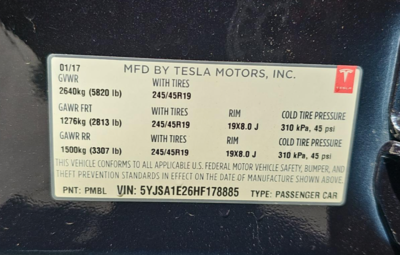 01/17 MFD BY TESLA MOTORS, INC.
GVWR WITH TIRES
2640kg (5820 lb) 245/45R19
TESLA
GAWR FRT WITH TIRES RIM COLD TIRE PRESSURE
1276kg (2813 lb) 245/45R19 19X8.0 J 310 kPa, 45 psi
GAWR RR WITH TIRES RIM COLD TIRE PRESSURE
1500kg (3307 lb) 245/45R19 19X8.0 J 310 kPa, 45 psi
THIS VEHICLE CONFORMS TO ALL APPLICABLE U.S. FEDERAL MOTOR VEHICLE SAFETY, BUMPER, AND
THEFT PREVENTION STANDARDS IN EFFECT ON THE DATE OF MANUFACTURE SHOWN ABOVE.
PNT: PMBL VIN: 5YJSA1E26HF178885 TYPE: PASSENGER CAR